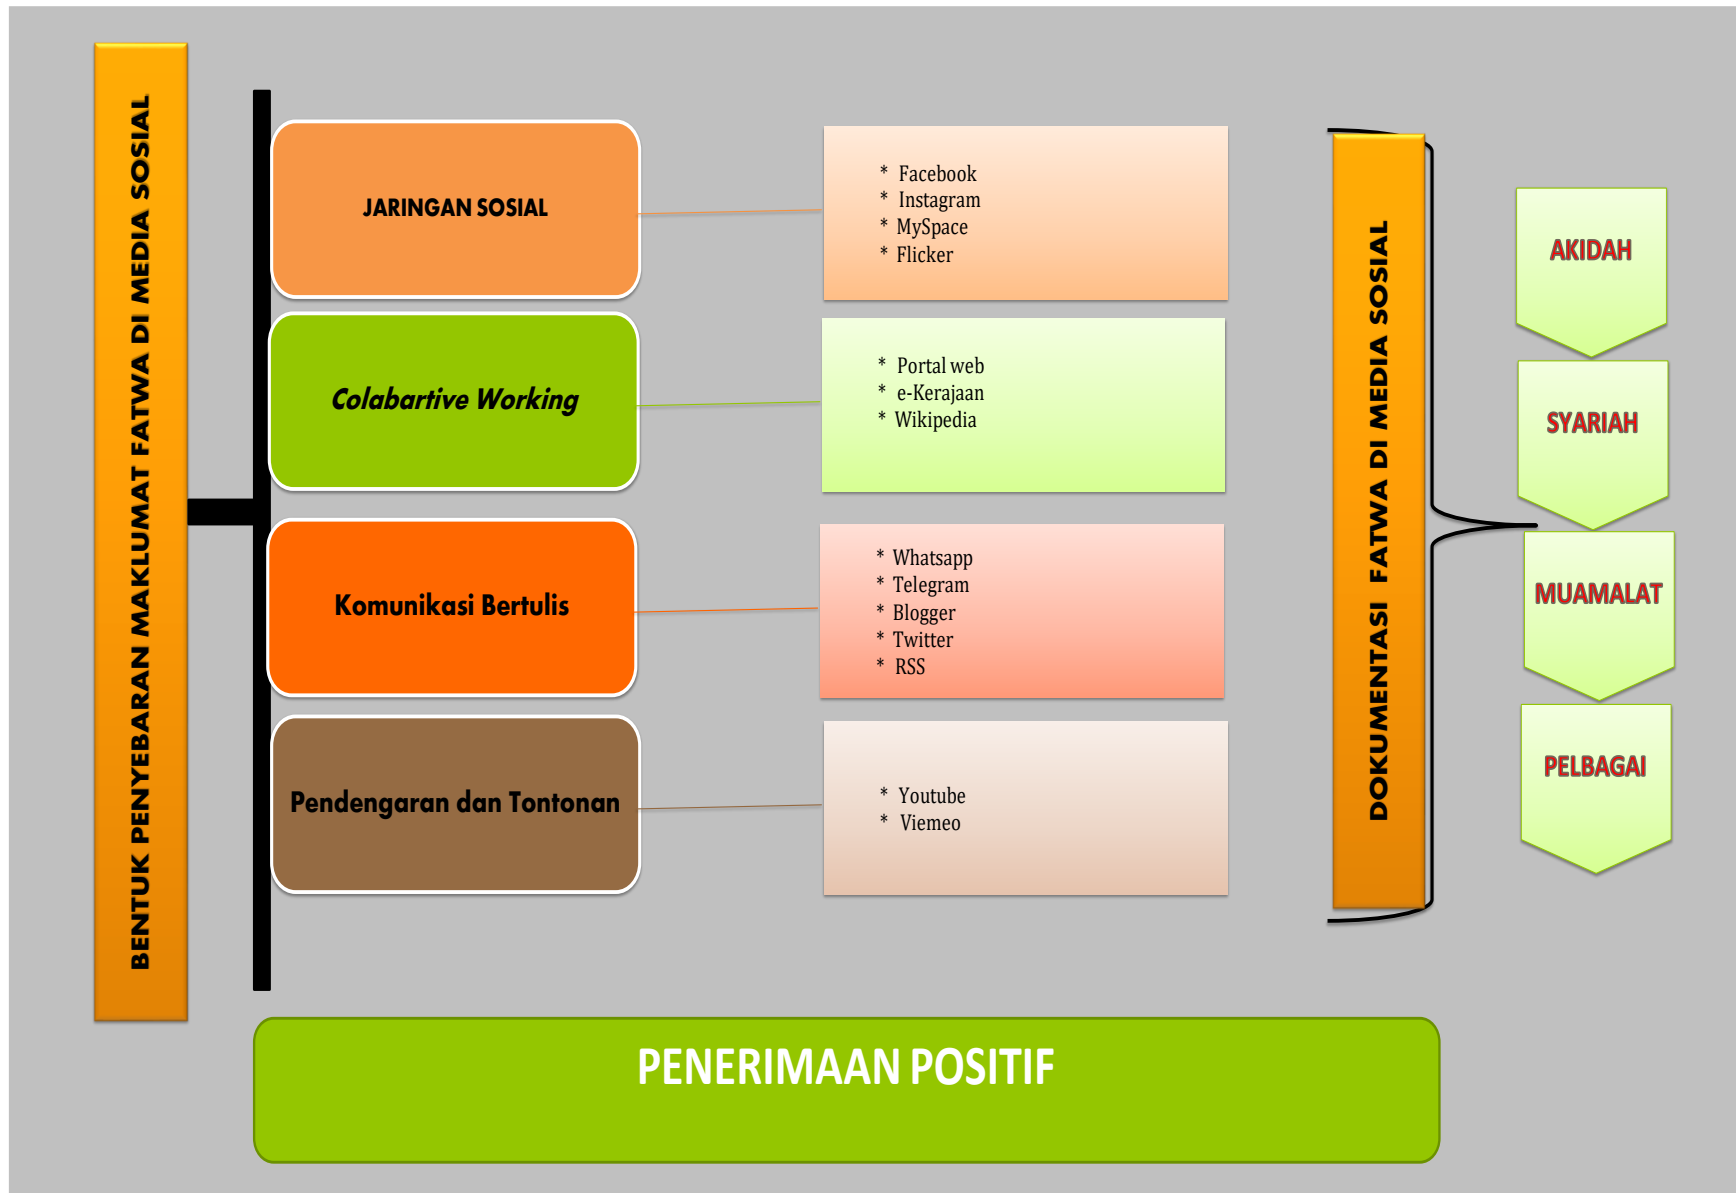 BENTUK PENYEBARAN MAKLUMAT FATWA DI MEDIA SOSIAL
JARINGAN SOSIAL
* Facebook
* Instagram
* MySpace
* Flicker
Colabartive Working
* Portal web
* e-Kerajaan
* Wikipedia
Komunikasi Bertulis
* Whatsapp
* Telegram
* Blogger
* Twitter
* RSS
Pendengaran dan Tontonan
* Youtube
* Viemeo
DOKUMENTASI FATWA DI MEDIA SOSIAL
AKIDAH
SYARIAH
MUAMALAT
PELBAGAI
PENERIMAAN POSITIF